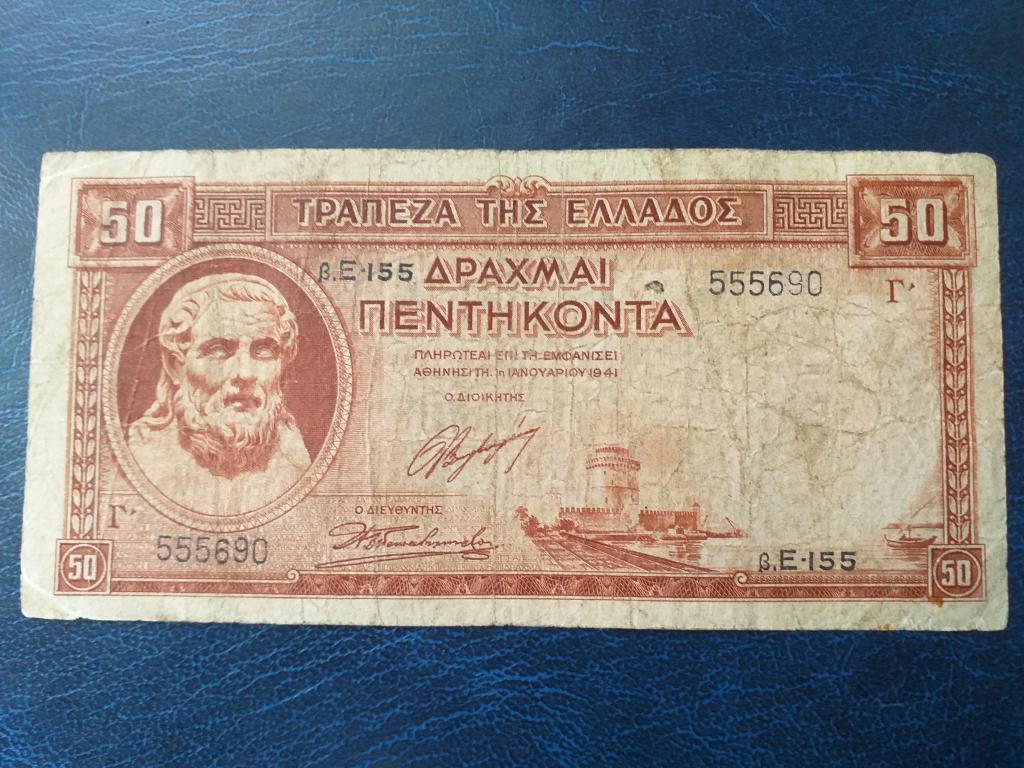 50 ΤΡΑΠΕΖΑ ΤΗΣ ΕΛΛΑΔΟΣ 50
β.Ε-155 ΔΡΑΧΜΑΙ 555690 Γ΄
ΠΕΝΤΗΚΟΝΤΑ
ΠΛΗΡΩΤΕΑΙ ΕΠΙ ΤΗ ΕΜΦΑΝΙΣΕΙ
ΑΘΗΝΗΣΙ ΤΗ 1η ΙΑΝΟΥΑΡΙΟΥ 1941
Ο ΔΙΟΙΚΗΤΗΣ
Ο ΔΙΕΥΘΥΝΤΗΣ
Γ΄
555690
β.Ε-155
50 50